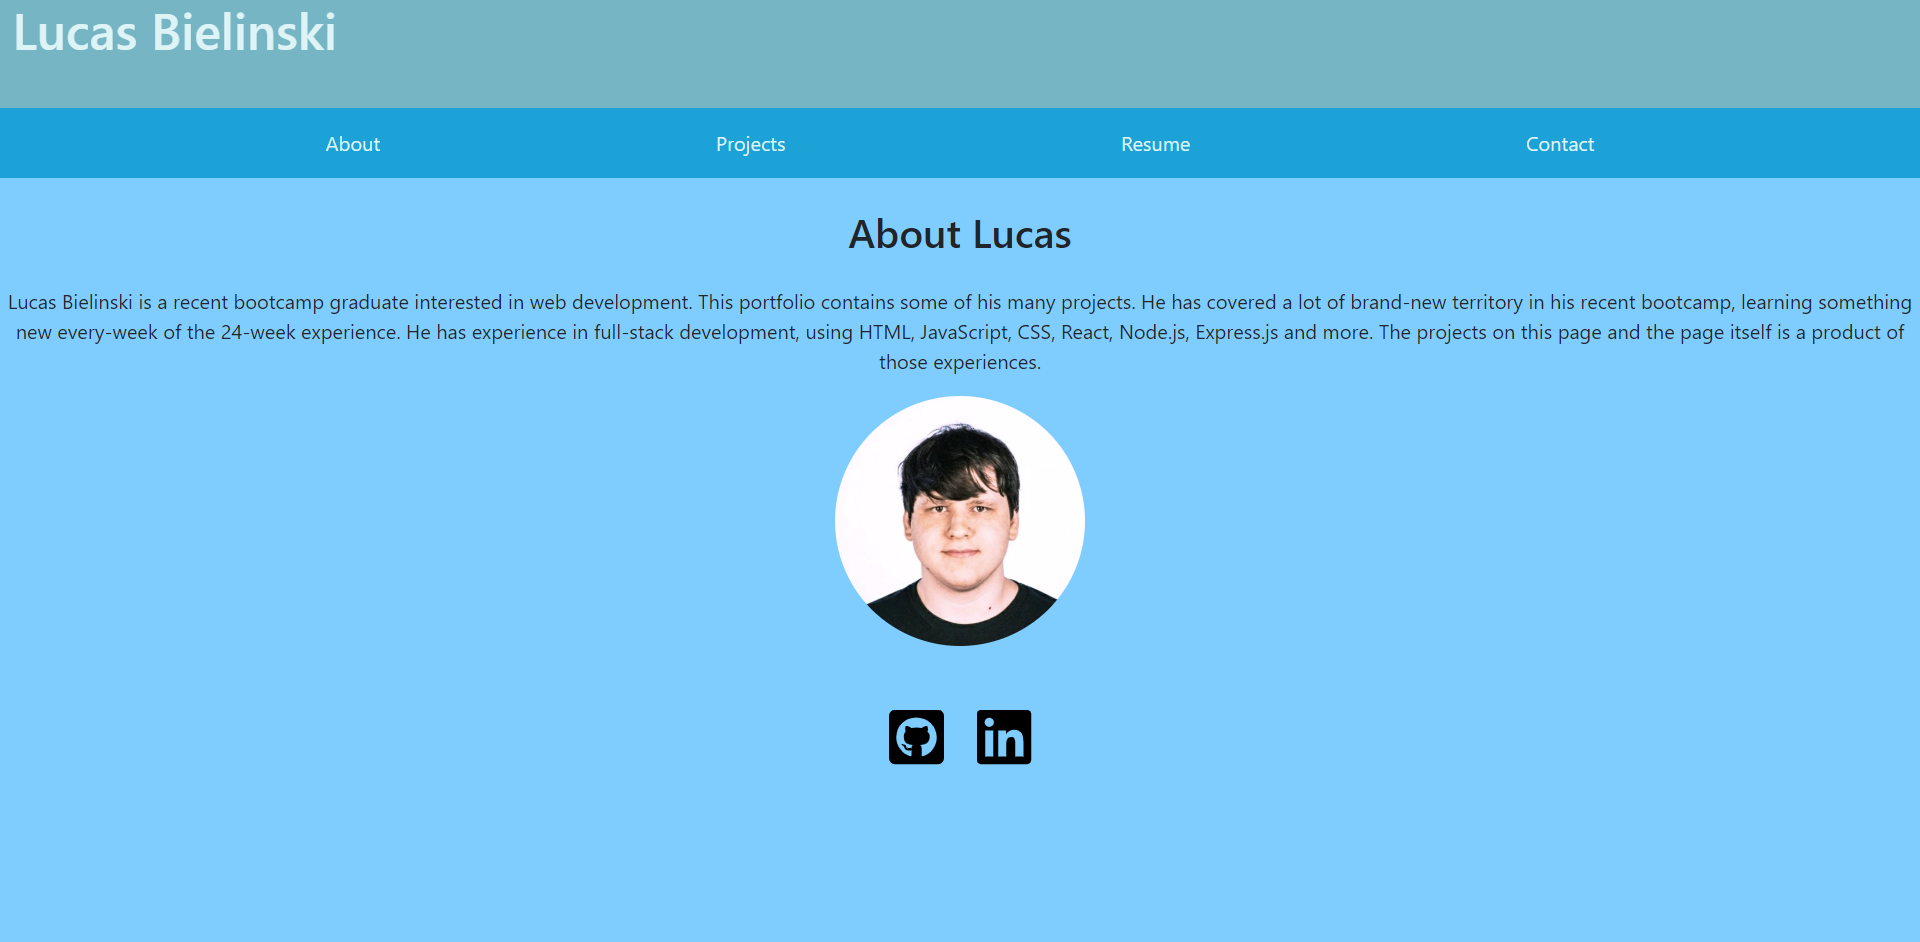 Lucas Bielinski
About
Projects
Resume
Contact
About Lucas
Lucas Bielinski is a recent bootcamp graduate interested in web development. This portfolio contains some of his many projects. He has covered a lot of brand-new territory in his recent bootcamp, learning something
new every-week of the 24-week experience. He has experience in full-stack development, using HTML, JavaScript, CSS, React, Node.js, Express.js and more. The projects on this page and the page itself is a product of
those experiences.
in